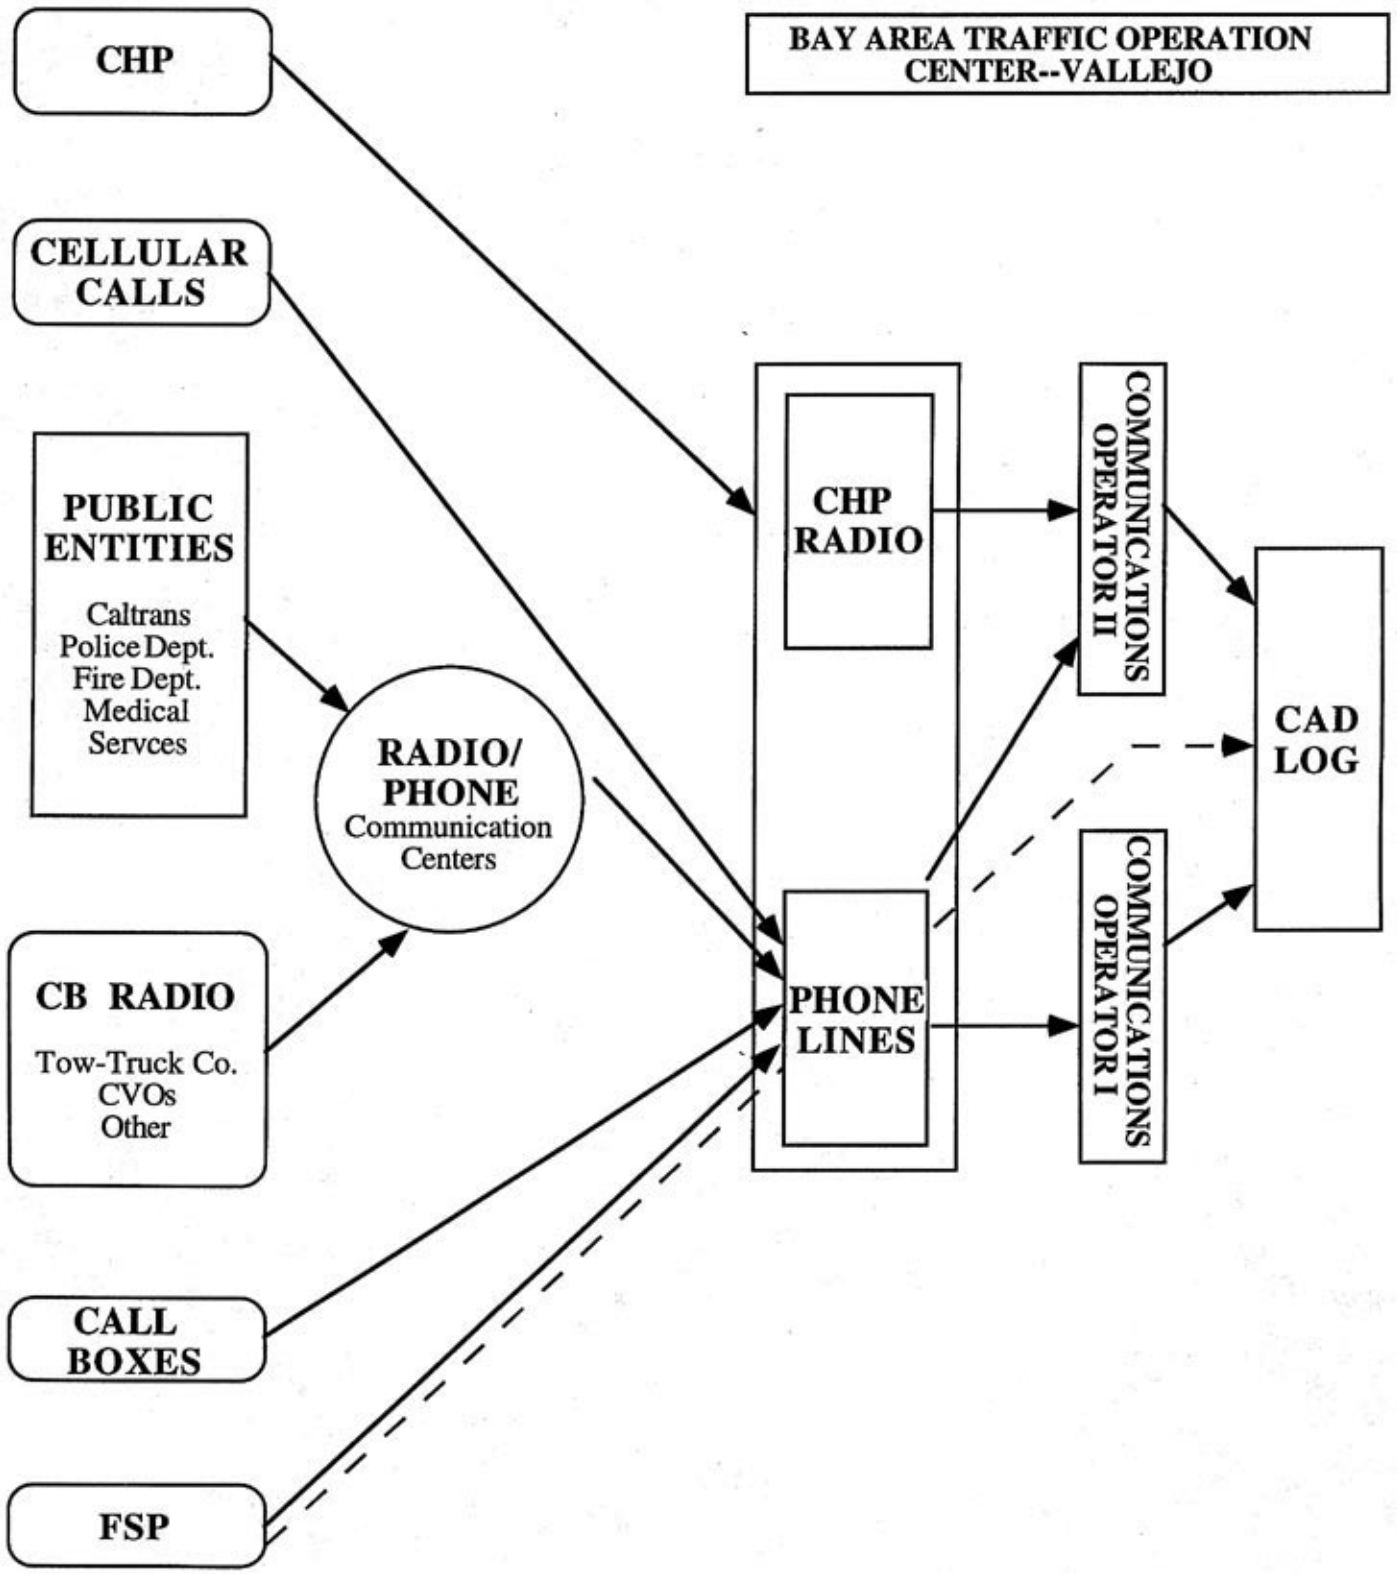 CHP
BAY AREA TRAFFIC OPERATION
CENTER--VALLEJO
CELLULAR
CALLS
PUBLIC
ENTITIES
Caltrans
Police Dept.
Fire Dept.
Medical
Servces
RADIO/
PHONE
Communication
Centers
CB RADIO
Tow-Truck Co.
CVOs
Other
CALL
BOXES
FSP
CHP
RADIO
PHONE
LINES
COMMUNICATIONS
OPERATOR II
COMMUNICATIONS
OPERATOR I
CAD
LOG